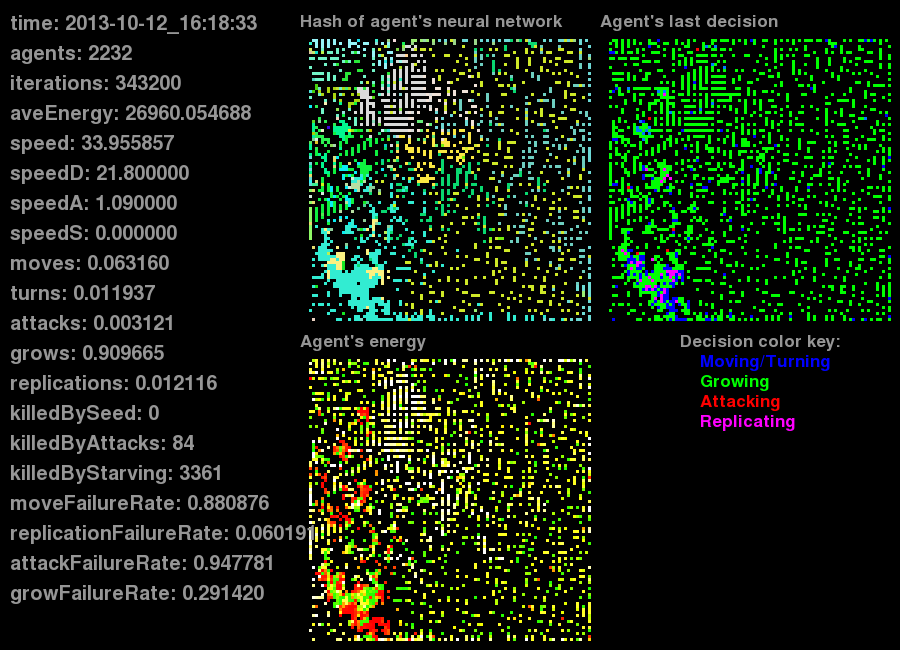 time: 2013-10-12_16:18:33
agents: 2232
iterations: 343200
aveEnergy: 26960.054688
speed: 33.955857
speedD: 21.800000
speedA: 1.090000
speedS: 0.000000
moves: 0.063160
turns: 0.011937
attacks: 0.003121
grows: 0.909665
replications: 0.012116
killedBySeed: 0
killedByAttacks: 84
killedByStarving: 3361
moveFailureRate: 0.880876
replicationFailureRate: 0.060191
attackFailureRate: 0.947781
growFailureRate: 0.291420
Hash of agent's neural network
Agent's last decision
Agent's energy
Decision color key:
Moving/Turning
Growing
Attacking
Replicating